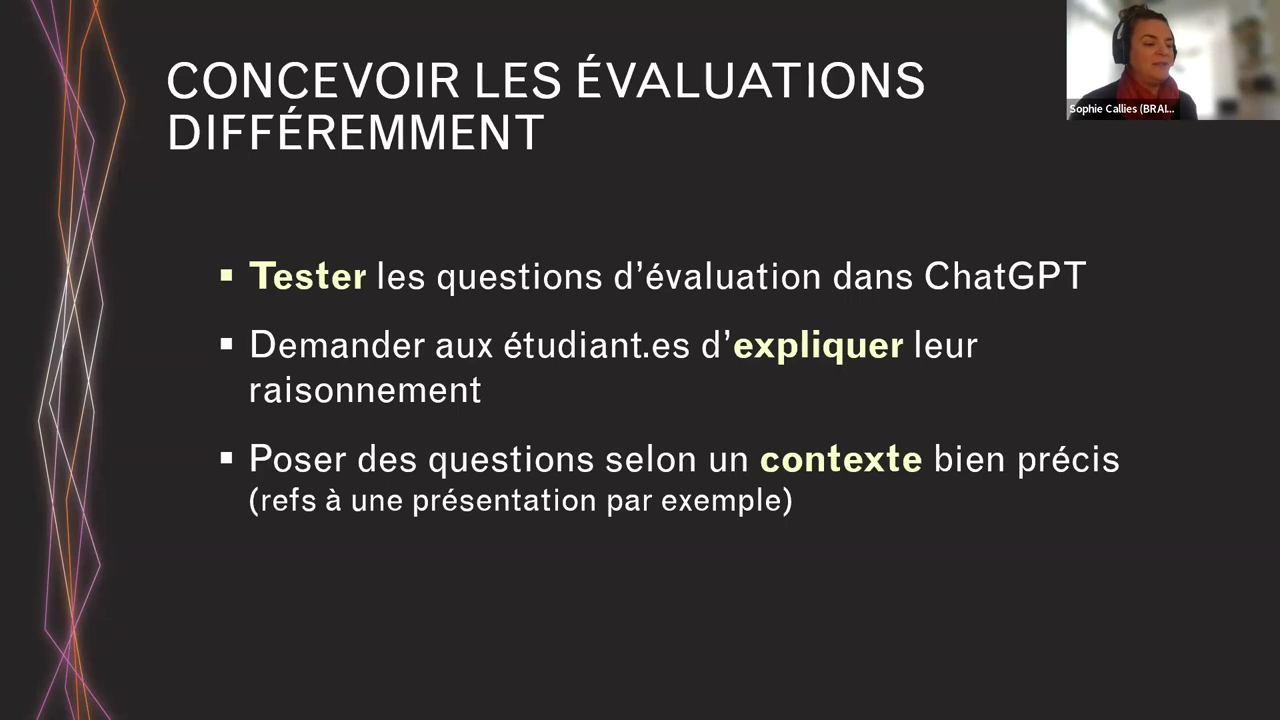 CONCEVOIR LES ÉVALUATIONS
DIFFÉREMMENT
Sophie Callies (BRAI...
▪ Tester les questions d’évaluation dans ChatGPT
▪ Demander aux étudiant.es d’expliquer leur
raisonnement
▪ Poser des questions selon un contexte bien précis
(refs à une présentation par exemple)